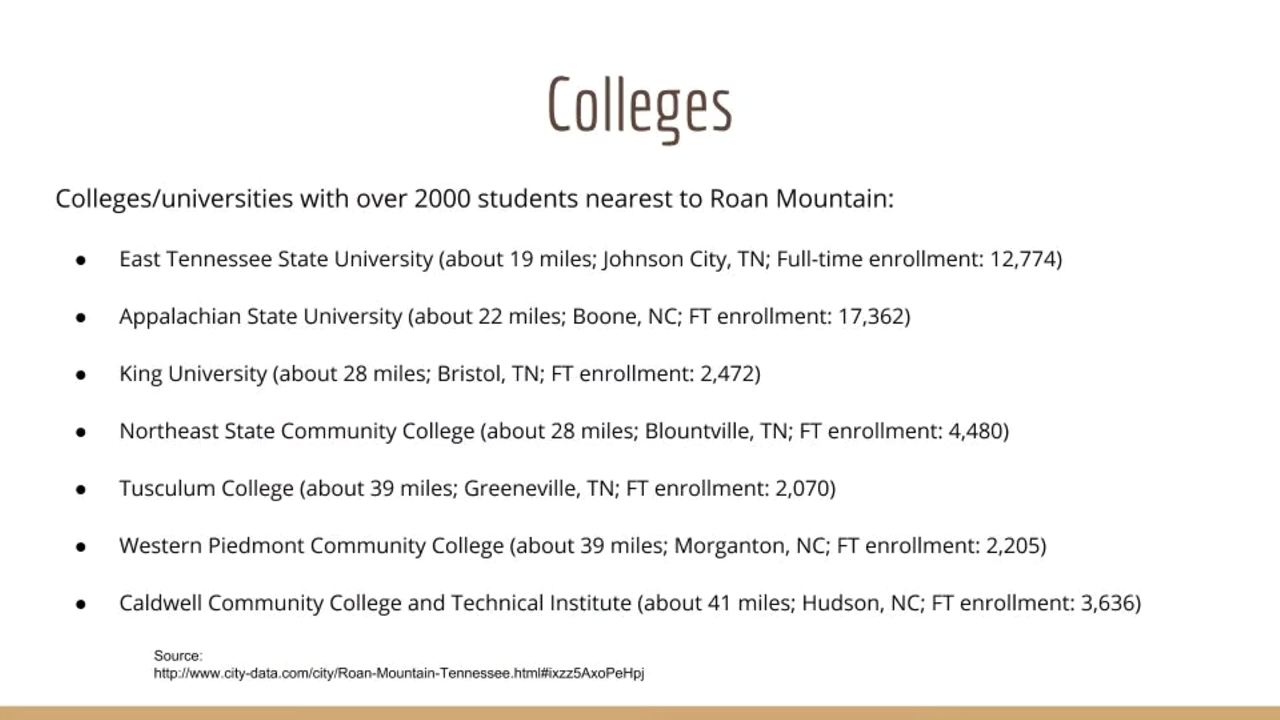 Colleges
Colleges/universities with over 2000 students nearest to Roan Mountain:
● East Tennessee State University (about 19 miles; Johnson City, TN; Full-time enrollment: 12,774)
● Appalachian State University (about 22 miles; Boone, NC; FT enrollment: 17,362)
● King University (about 28 miles; Bristol, TN; FT enrollment: 2,472)
● Northeast State Community College (about 28 miles; Blountville, TN; FT enrollment: 4,480)
● Tusculum College (about 39 miles; Greeneville, TN; FT enrollment: 2,070)
● Western Piedmont Community College (about 39 miles; Morganton, NC; FT enrollment: 2,205)
● Caldwell Community College and Technical Institute (about 41 miles; Hudson, NC; FT enrollment: 3,636)
Source:
http://www.city-data.com/city/Roan-Mountain-Tennessee.html#ixzz5AxoPeHpj